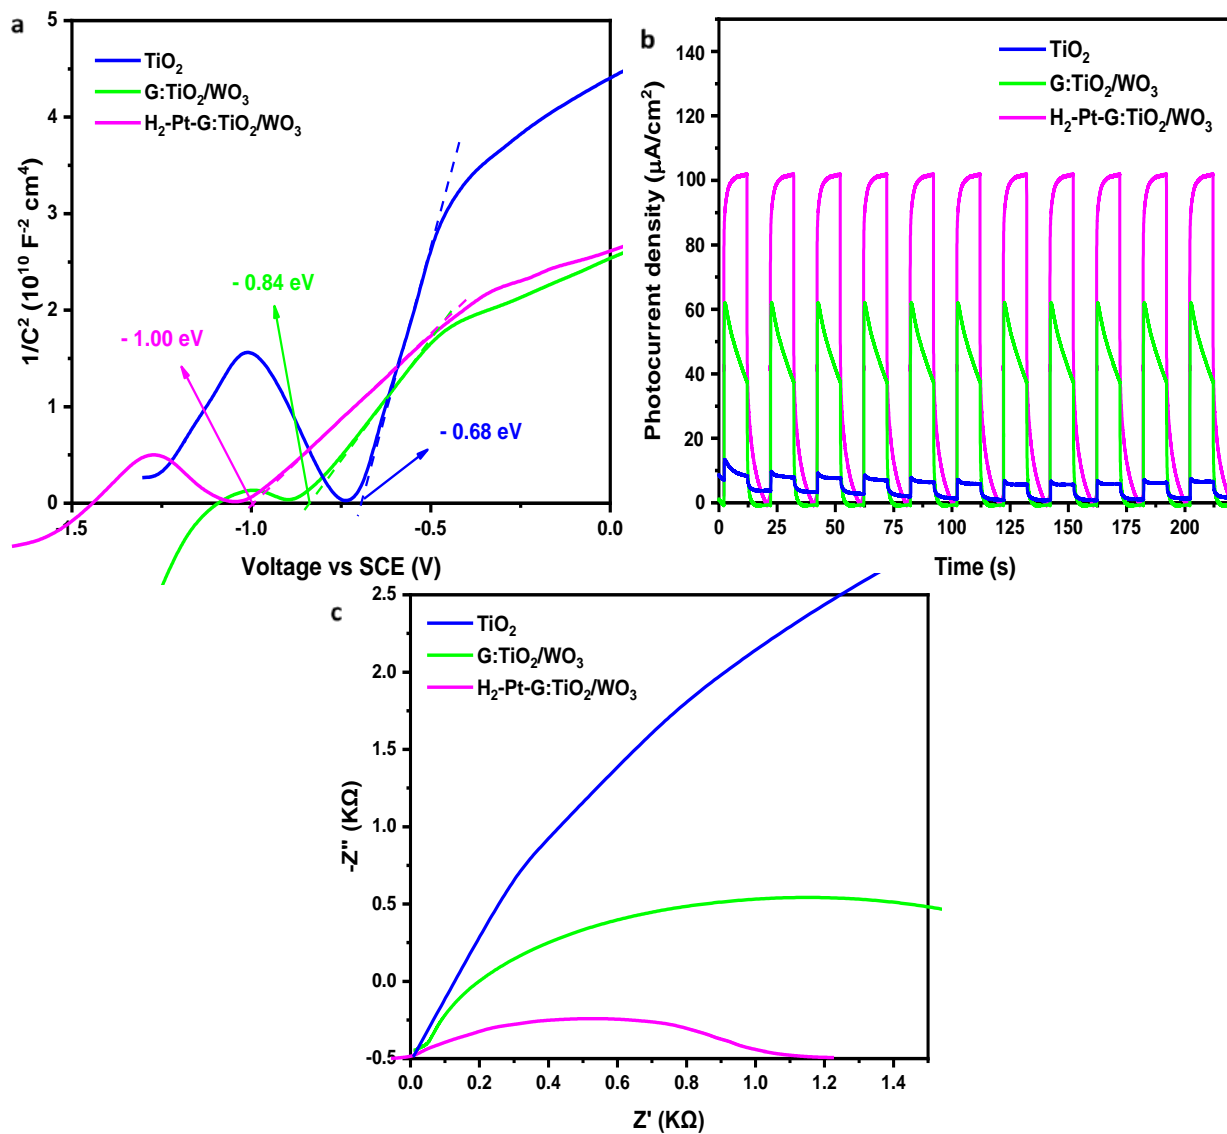 a
1/C² (10¹⁰ F⁻² cm⁴)
5
4
3
2
1
0
TiO₂
G:TiO₂/WO₃
H₂-Pt-G:TiO₂/WO₃
- 0.84 eV
- 1.00 eV
- 0.68 eV
-1.5
-1.0
-0.5
0.0
Voltage vs SCE (V)
b
Photocurrent density (μA/cm²)
140
120
100
80
60
40
20
0
TiO₂
G:TiO₂/WO₃
H₂-Pt-G:TiO₂/WO₃
0
25
50
75
100
125
150
175
200
Time (s)
c
-Z'' (KΩ)
2.5
2.0
1.5
1.0
0.5
0.0
-0.5
TiO₂
G:TiO₂/WO₃
H₂-Pt-G:TiO₂/WO₃
0.0
0.2
0.4
0.6
0.8
1.0
1.2
1.4
Z' (KΩ)